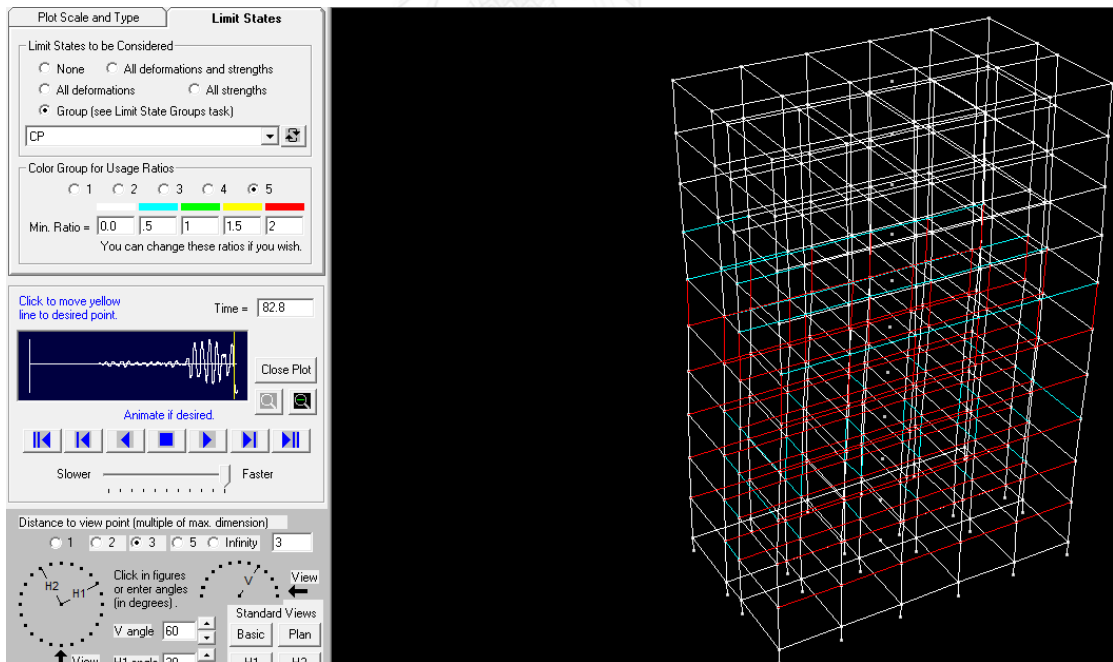 Plot Scale and Type
Limit States
Limit States to be Considered
None
All deformations and strengths
All deformations
All strengths
Group (see Limit State Groups task)
CP
Color Group for Usage Ratios
1 2 3 4 5
Min. Ratio = 0.0 .5 1 1.5 2
You can change these ratios if you wish.
Click to move yellow
line to desired point.
Time = 82.8
Close Plot
Animate if desired.
Slower
Faster
Distance to view point (multiple of max. dimension)
1 2 3 5 Infinity 3
H2
H1
Click in figures
or enter angles
(in degrees) .
V
View
Standard Views
V angle 60
Basic
Plan
View
H1 angle
H1
H2